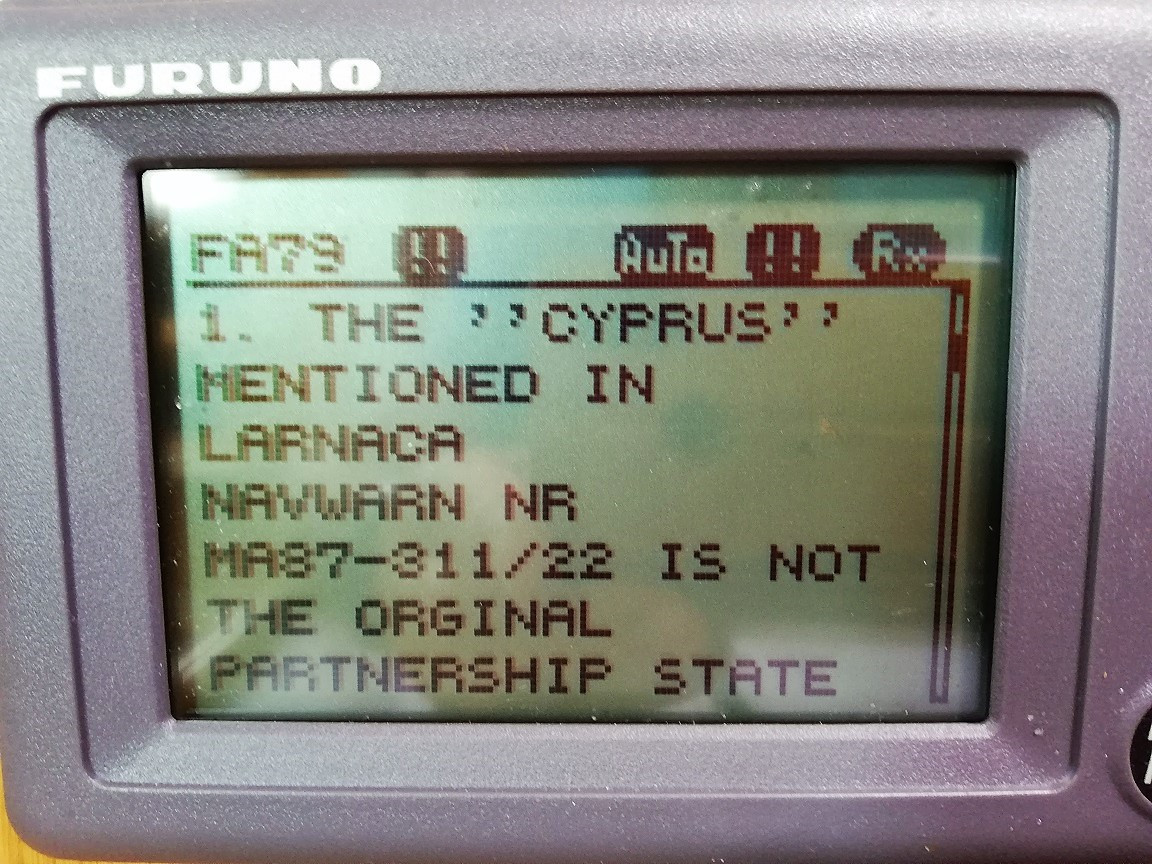 FURUNO
FA79 !! Auto !! Rx
1. THE ''CYPRUS''
MENTIONED IN
LARNACA
NAVWARN NR
MA87-311/22 IS NOT
THE ORGINAL
PARTNERSHIP STATE